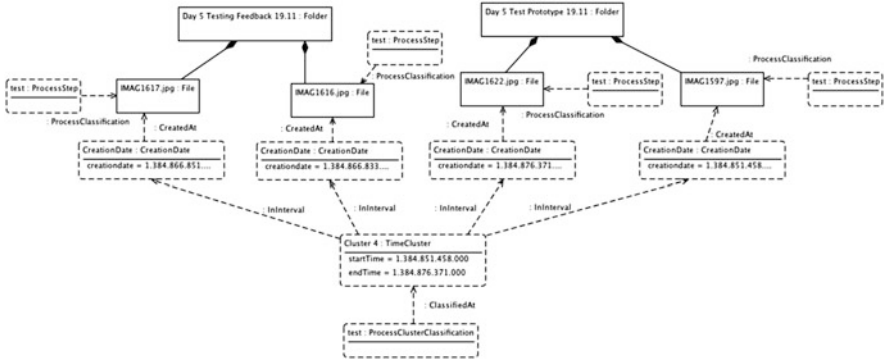 Day 5 Testing Feedback 19.11 : Folder
Day 5 Test Prototype 19.11 : Folder
test : ProcessStep
: ProcessClassification
test : ProcessStep
IMAG1617.jpg : File
IMAG1616.jpg : File
: ProcessClassification
IMAG1622.jpg : File
test : ProcessStep
IMAG1597.jpg : File
test : ProcessStep
: ProcessClassification
: CreatedAt
: CreatedAt
: CreatedAt
: ProcessClassification
: CreatedAt
CreationDate : CreationDate
creationdate = 1.384.866.851....
CreationDate : CreationDate
creationdate = 1.384.866.833....
CreationDate : CreationDate
creationdate = 1.384.876.371....
CreationDate : CreationDate
creationdate = 1.384.851.458....
: InInterval
: InInterval
: InInterval
: InInterval
Cluster 4 : TimeCluster
startTime = 1.384.851.458.000
endTime = 1.384.876.371.000
: ClassifiedAt
test : ProcessClusterClassification